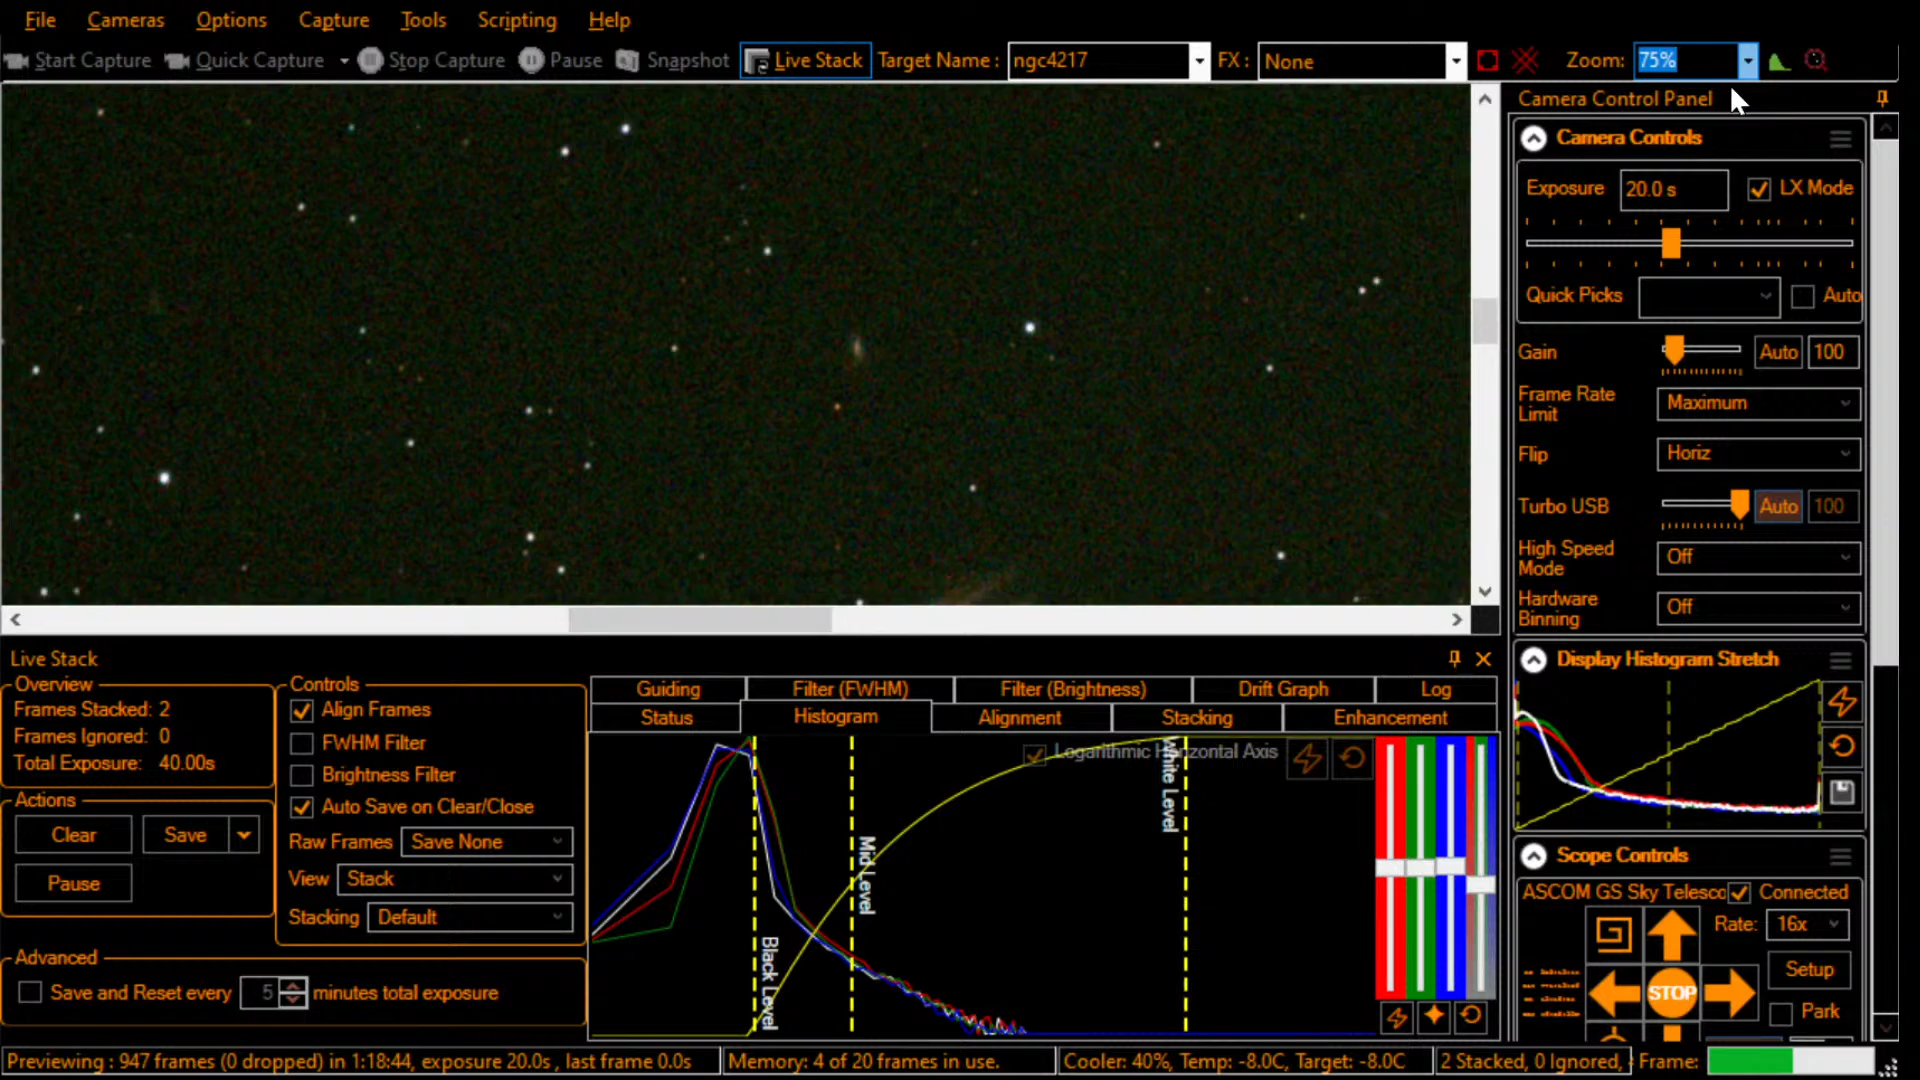 File Cameras Options Capture Tools Scripting Help
Start Capture Quick Capture Stop Capture Pause Snapshot Live Stack Target Name : ngc4217 FX : None Zoom: 75%
Camera Control Panel
Camera Controls
Exposure 20.0 s LX Mode
Quick Picks Auto
Gain Auto 100
Frame Rate
Limit Maximum
Flip Horiz
Turbo USB Auto 100
High Speed
Mode Off
Hardware
Binning Off
Display Histogram Stretch
Scope Controls
ASCOM GS Sky Telesco Connected
Rate: 16x
Setup
STOP
Park
Live Stack
Overview
Frames Stacked: 2
Frames Ignored: 0
Total Exposure: 40.00s
Actions
Clear Save
Pause
Controls
Align Frames
FWHM Filter
Brightness Filter
Auto Save on Clear/Close
Raw Frames Save None
View Stack
Stacking Default
Advanced
Save and Reset every 5 minutes total exposure
Guiding Filter (FWHM) Filter (Brightness) Drift Graph Log
Status Histogram Alignment Stacking Enhancement
Logarithmic Horizontal Axis
Black Level
Mid Level
White Level
Previewing : 947 frames (0 dropped) in 1:18:44, exposure 20.0s , last frame 0.0s Memory: 4 of 20 frames in use. Cooler: 40%, Temp: -8.0C, Target: -8.0C 2 Stacked, 0 Ignored, Frame: